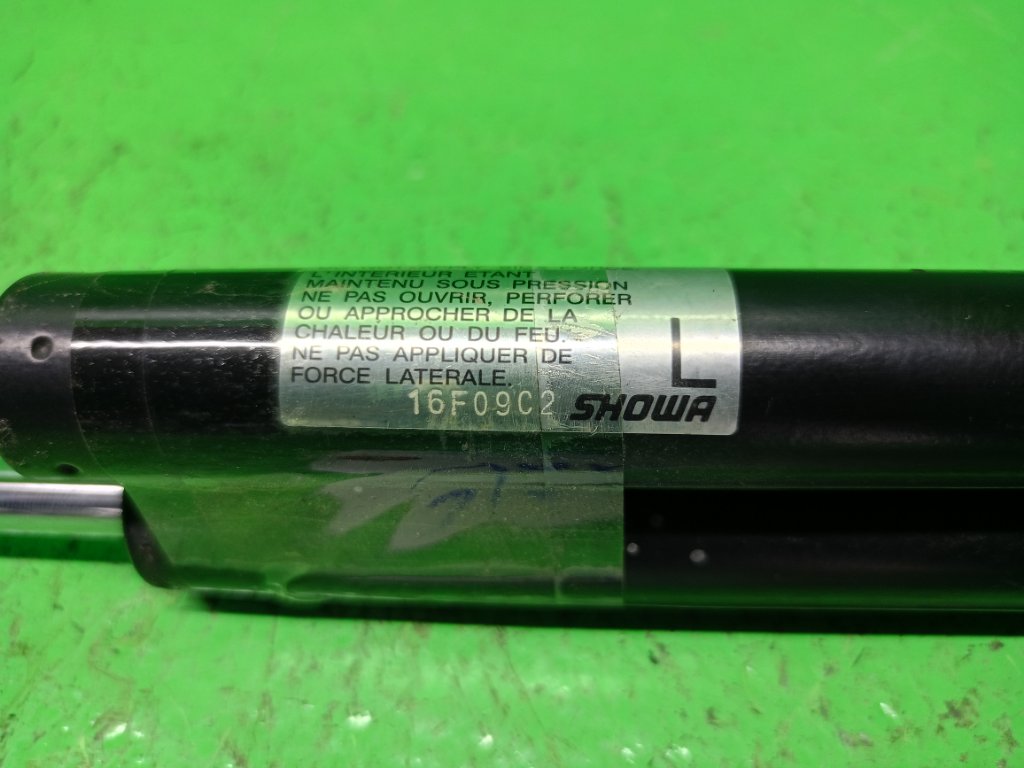 L'INTERIEUR ETANT
MAINTENU SOUS PRESSION
NE PAS OUVRIR, PERFORER
OU APPROCHER DE LA
CHALEUR OU DU FEU.
NE PAS APPLIQUER DE
FORCE LATERALE.
L
16F09C2 SHOWA